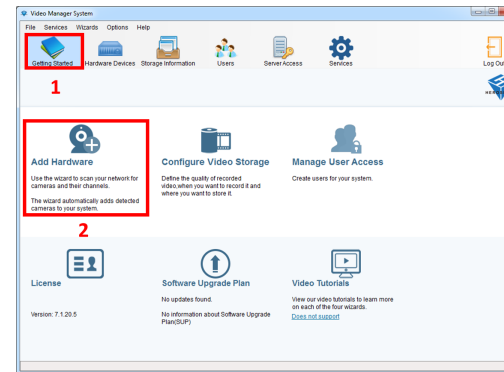 Video Manager System
File Services Wizards Options Help
Getting Started Hardware Devices Storage Information Users Server Access Services Log Out
1
Add Hardware Configure Video Storage Manage User Access
Use the wizard to scan your network for cameras and their channels.
The wizard automatically adds detected cameras to your system.
Define the quality of recorded video,when you want to record it and where you want to store it.
Create users for your system.
2
License Software Upgrade Plan Video Tutorials
Version: 7.1.20.5
No updates found.
No information about Software Upgrade Plan(SUP)
View our video tutorials to learn more on each of the four wizards.
Does not support